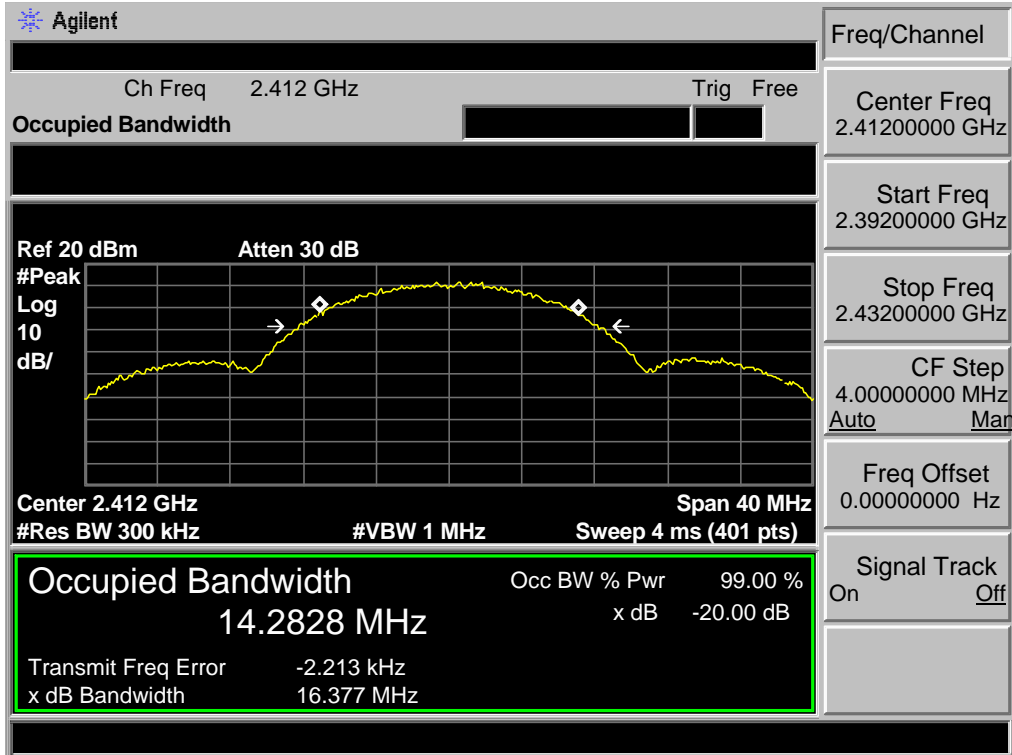 Agilent
Freq/Channel
Ch Freq 2.412 GHz Trig Free
Occupied Bandwidth
Center Freq
2.41200000 GHz
Start Freq
2.39200000 GHz
Stop Freq
2.43200000 GHz
CF Step
4.00000000 MHz
Auto Man
Freq Offset
0.00000000 Hz
Signal Track
On Off
Ref 20 dBm Atten 30 dB
#Peak
Log
10
dB/
Center 2.412 GHz Span 40 MHz
#Res BW 300 kHz #VBW 1 MHz Sweep 4 ms (401 pts)
Occupied Bandwidth Occ BW % Pwr 99.00 %
14.2828 MHz x dB -20.00 dB
Transmit Freq Error -2.213 kHz
x dB Bandwidth 16.377 MHz